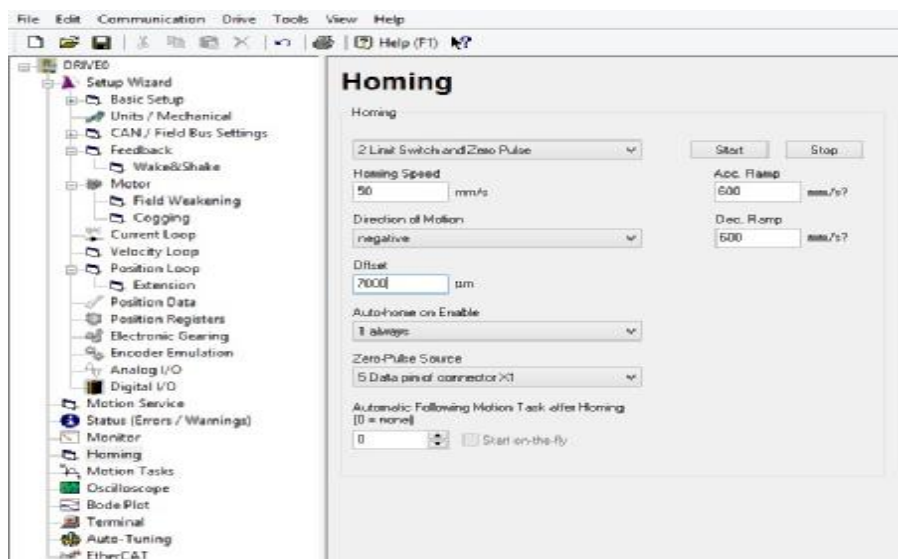 File Edit Communication Drive Tools View Help
Help (F1)
DRIVE0
Setup Wizard
Basic Setup
Units / Mechanical
CAN / Field Bus Settings
Feedback
Wake&Shake
Motor
Field Weakening
Cogging
Current Loop
Velocity Loop
Position Loop
Extension
Position Data
Position Registers
Electronic Gearing
Encoder Emulation
Analog I/O
Digital I/O
Motion Service
Status (Errors / Warnings)
Monitor
Homing
Motion Tasks
Oscilloscope
Bode Plot
Terminal
Auto-Tuning
EtherCAT
Homing
Homing
2 Limit Switch and Zero Pulse
Start Stop
Homing Speed Acc. Ramp
50 mm/s 600 mm/s?
Direction of Motion Dec. Ramp
negative 600 mm/s?
Offset
7000 µm
Auto-home on Enable
1 always
Zero-Pulse Source
5 Data pin of connector X1
Automatic Following Motion Task after Homing
[0 = none]
0 Start on-the-fly